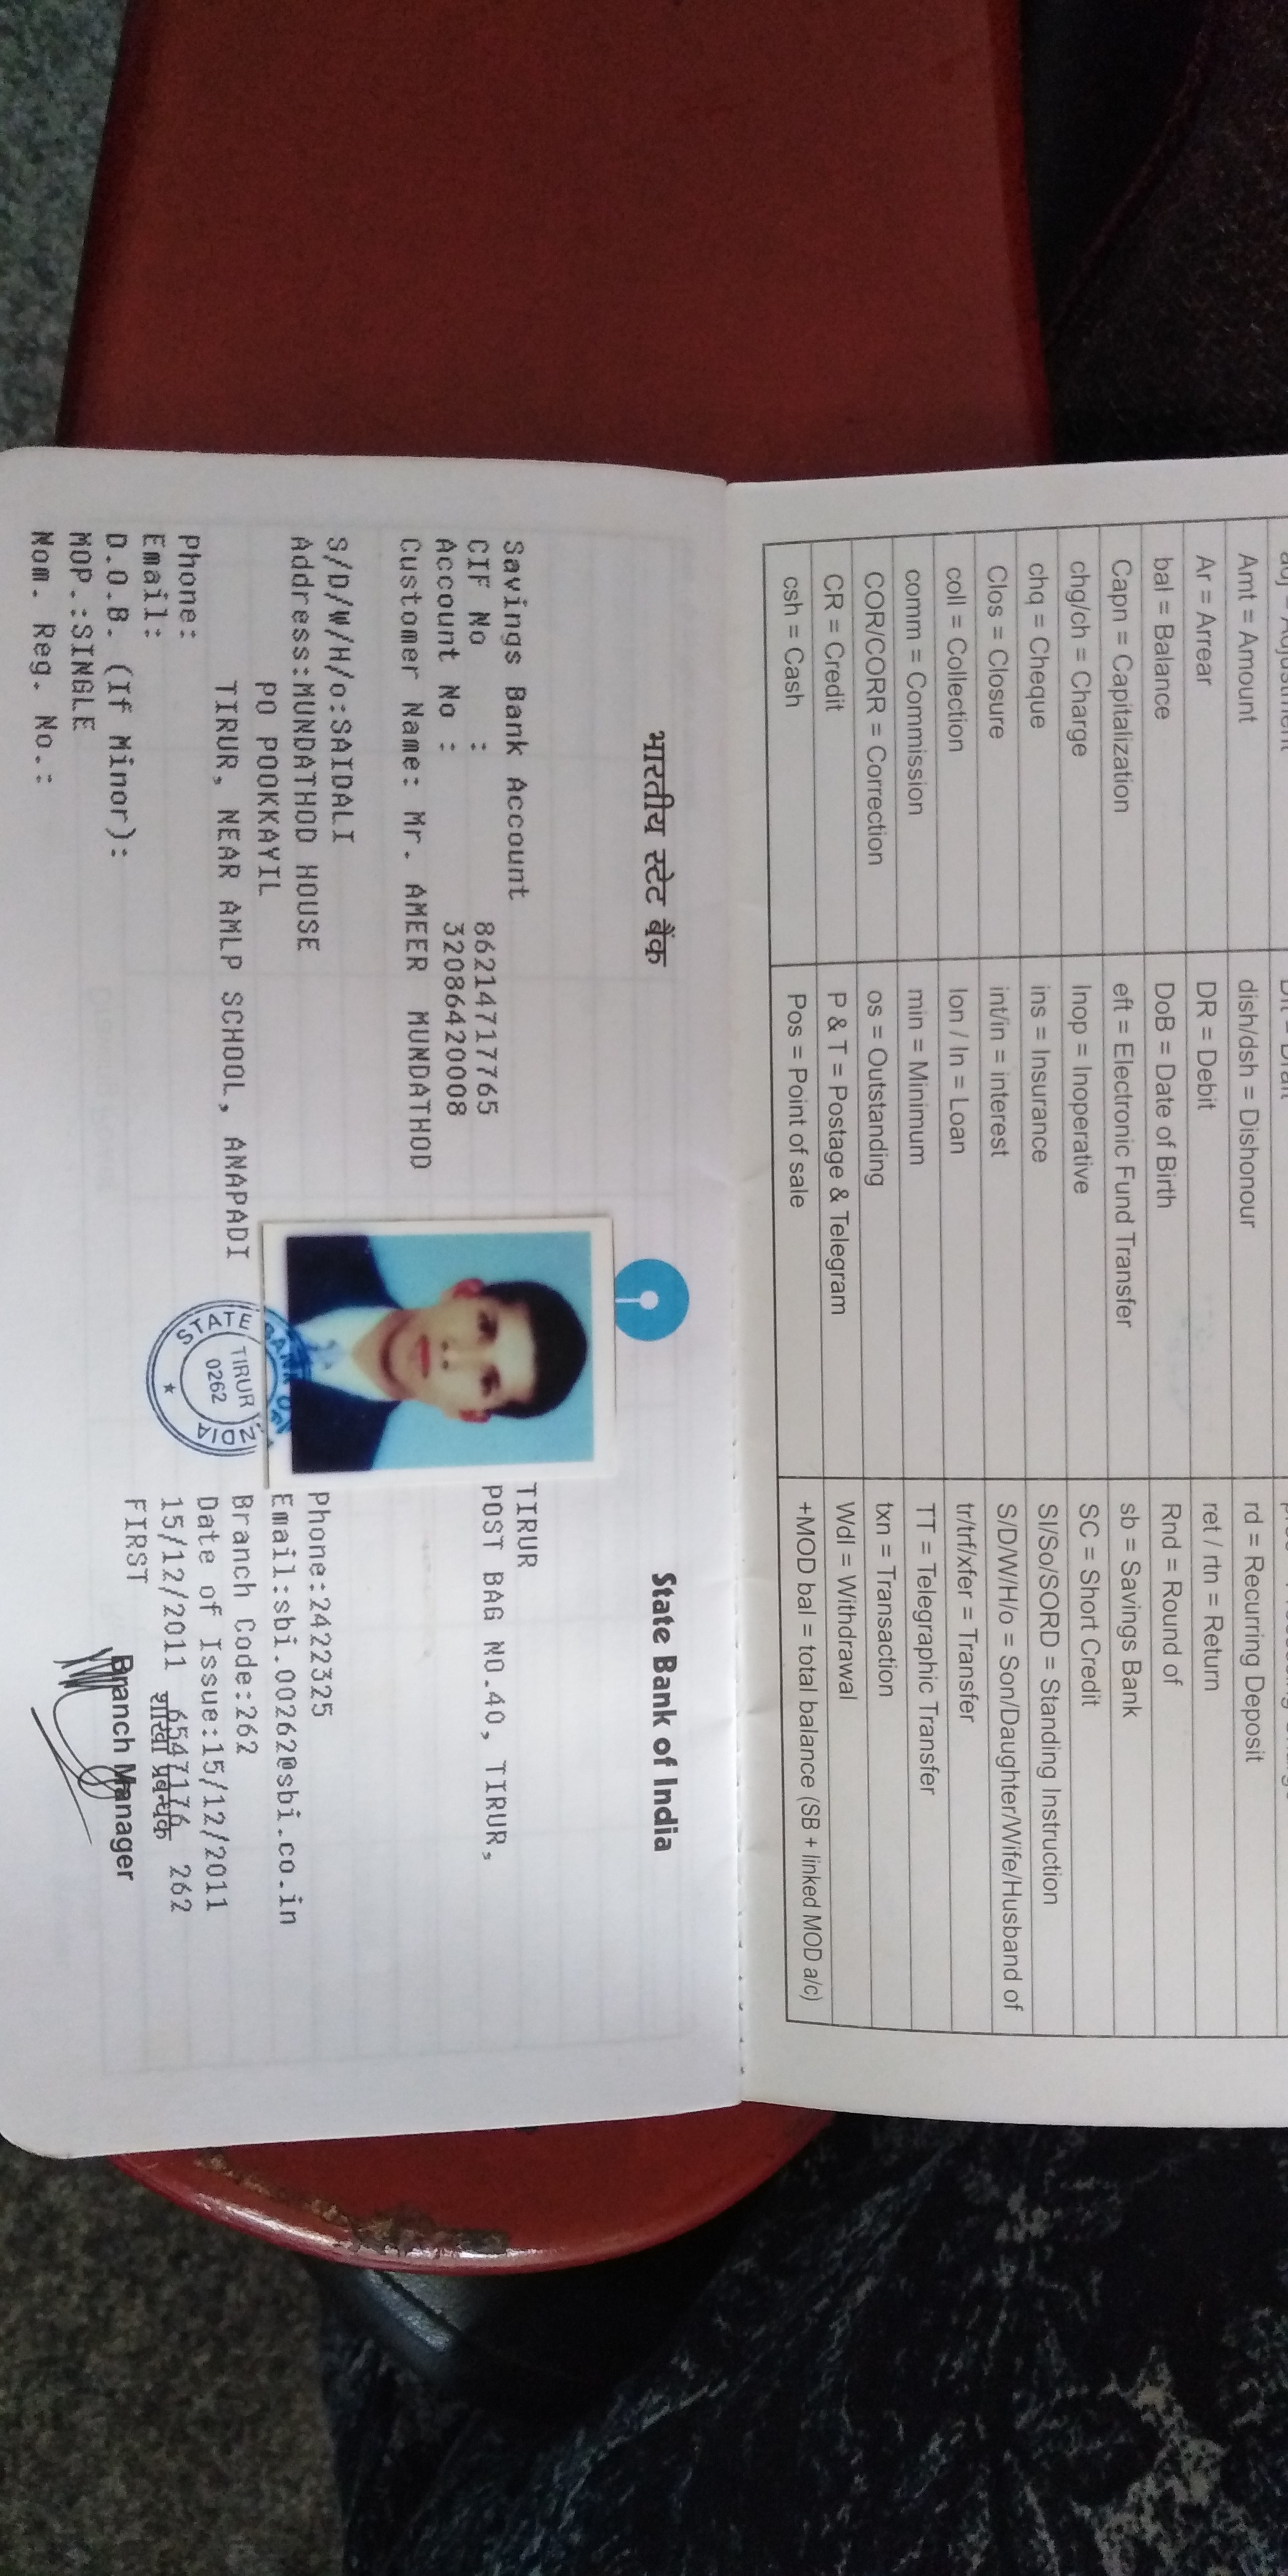 Amt = Amount dish/dsh = Dishonour rd = Recurring Deposit
Ar = Arrear DR = Debit ret / rtn = Return
bal = Balance DoB = Date of Birth Rnd = Round of
Capn = Capitalization eft = Electronic Fund Transfer sb = Savings Bank
chg/ch = Charge Inop = Inoperative SC = Short Credit
chq = Cheque ins = Insurance SI/So/SORD = Standing Instruction
Clos = Closure int/in = interest S/D/W/H/o = Son/Daughter/Wife/Husband of
coll = Collection lon / ln = Loan tr/trf/xfer = Transfer
comm = Commission min = Minimum TT = Telegraphic Transfer
COR/CORR = Correction os = Outstanding txn = Transaction
CR = Credit P & T = Postage & Telegram Wdl = Withdrawal
csh = Cash Pos = Point of sale +MOD bal = total balance (SB + linked MOD a/c)
भारतीय स्टेट बैंक State Bank of India
Savings Bank Account TIRUR
CIF No : 86214717765 POST BAG NO.40, TIRUR,
Account No : 32086420008
Customer Name: Mr. AMEER MUNDATHOD
S/D/W/H/o:SAIDALI Phone:2422325
Address:MUNDATHOD HOUSE Email:sbi.00262@sbi.co.in
PO POOKKAYIL Branch Code:262
TIRUR, NEAR AMLP SCHOOL, ANAPADI Date of Issue:15/12/2011
Phone: 15/12/2011 6547176 262
शाखा प्रबन्धक
Email: FIRST
Branch Manager
D.O.B. (If Minor):
MOP.:SINGLE
Nom. Reg. No.:
STATE BANK OF INDIA
TIRUR
0262